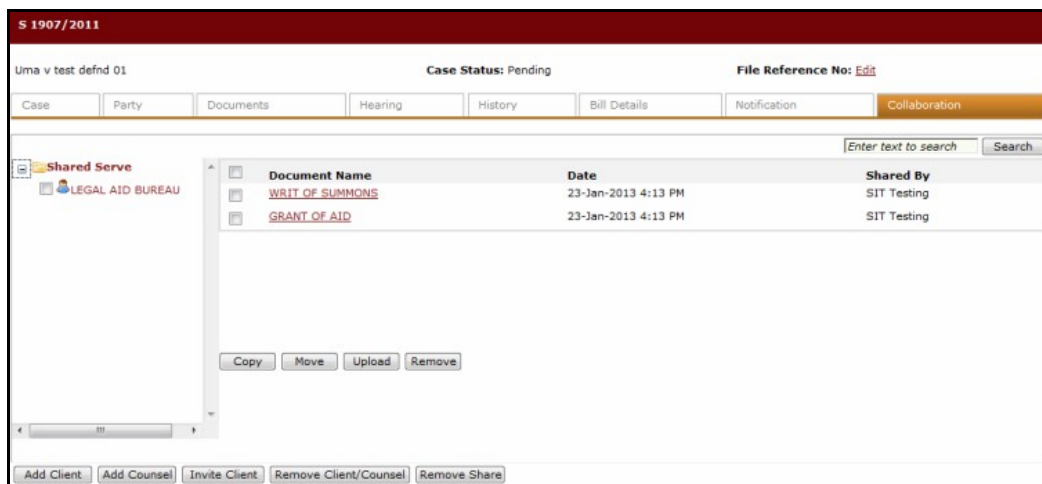 S 1907/2011
Uma v test defnd 01 Case Status: Pending File Reference No: Edit
Case Party Documents Hearing History Bill Details Notification Collaboration
Enter text to search Search
Shared Serve
LEGAL AID BUREAU
Document Name Date Shared By
WRIT OF SUMMONS 23-Jan-2013 4:13 PM SIT Testing
GRANT OF AID 23-Jan-2013 4:13 PM SIT Testing
Copy Move Upload Remove
Add Client Add Counsel Invite Client Remove Client/Counsel Remove Share